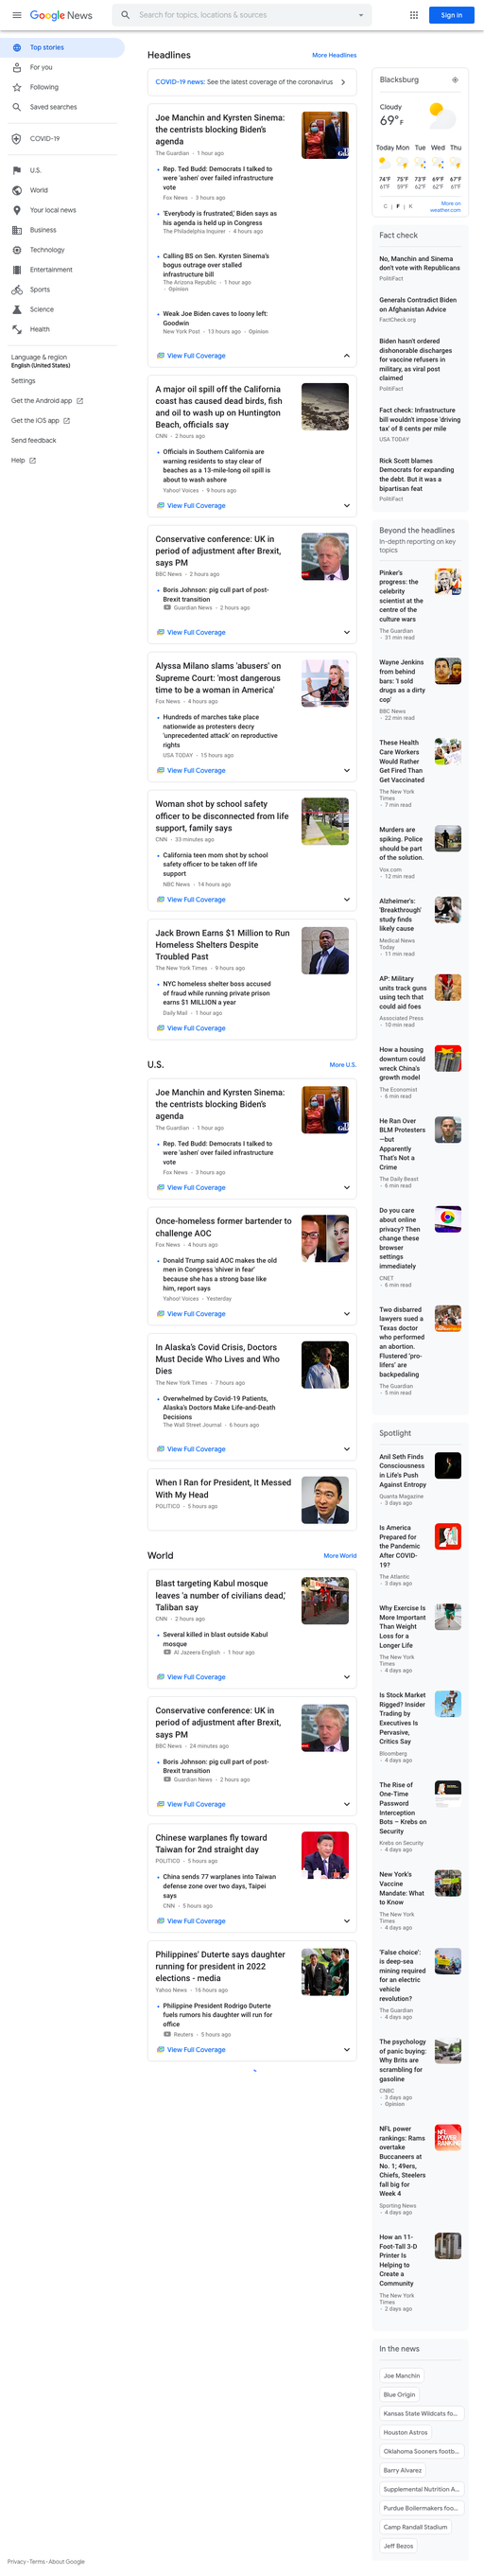 Google News
Search for topics, locations & sources
Sign in
Top stories
For you
Following
Saved searches
COVID-19
U.S.
World
Your local news
Business
Technology
Entertainment
Sports
Science
Health
Language & region
English (United States)
Settings
Get the Android app
Get the iOS app
Send feedback
Help
Headlines
More Headlines
COVID-19 news: See the latest coverage of the coronavirus
Joe Manchin and Kyrsten Sinema:
the centrists blocking Biden's
agenda
The Guardian · 1 hour ago
Rep. Ted Budd: Democrats I talked to
were 'ashen' over failed infrastructure
vote
Fox News · 3 hours ago
'Everybody is frustrated,' Biden says as
his agenda is held up in Congress
The Philadelphia Inquirer · 4 hours ago
Calling BS on Sen. Kyrsten Sinema's
bogus outrage over stalled
infrastructure bill
The Arizona Republic · 1 hour ago
· Opinion
Weak Joe Biden caves to loony left:
Goodwin
New York Post · 13 hours ago · Opinion
View Full Coverage
A major oil spill off the California
coast has caused dead birds, fish
and oil to wash up on Huntington
Beach, officials say
CNN · 2 hours ago
Officials in Southern California are
warning residents to stay clear of
beaches as a 13-mile-long oil spill is
about to wash ashore
Yahoo! Voices · 9 hours ago
View Full Coverage
Conservative conference: UK in
period of adjustment after Brexit,
says PM
BBC News · 2 hours ago
Boris Johnson: pig cull part of post-
Brexit transition
Guardian News · 2 hours ago
View Full Coverage
Alyssa Milano slams 'abusers' on
Supreme Court: 'most dangerous
time to be a woman in America'
Fox News · 4 hours ago
Hundreds of marches take place
nationwide as protesters decry
'unprecedented attack' on reproductive
rights
USA TODAY · 15 hours ago
View Full Coverage
Woman shot by school safety
officer to be disconnected from life
support, family says
CNN · 33 minutes ago
California teen mom shot by school
safety officer to be taken off life
support
NBC News · 14 hours ago
View Full Coverage
Jack Brown Earns $1 Million to Run
Homeless Shelters Despite
Troubled Past
The New York Times · 9 hours ago
NYC homeless shelter boss accused
of fraud while running private prison
earns $1 MILLION a year
Daily Mail · 1 hour ago
View Full Coverage
U.S.
More U.S.
Joe Manchin and Kyrsten Sinema:
the centrists blocking Biden's
agenda
The Guardian · 1 hour ago
Rep. Ted Budd: Democrats I talked to
were 'ashen' over failed infrastructure
vote
Fox News · 3 hours ago
View Full Coverage
Once-homeless former bartender to
challenge AOC
Fox News · 4 hours ago
Donald Trump said AOC makes the old
men in Congress 'shiver in fear'
because she has a strong base like
him, report says
Yahoo! Voices · Yesterday
View Full Coverage
In Alaska's Covid Crisis, Doctors
Must Decide Who Lives and Who
Dies
The New York Times · 7 hours ago
Overwhelmed by Covid-19 Patients,
Alaska's Doctors Make Life-and-Death
Decisions
The Wall Street Journal · 6 hours ago
View Full Coverage
When I Ran for President, It Messed
With My Head
POLITICO · 5 hours ago
World
More World
Blast targeting Kabul mosque
leaves 'a number of civilians dead,'
Taliban say
CNN · 2 hours ago
Several killed in blast outside Kabul
mosque
Al Jazeera English · 1 hour ago
View Full Coverage
Conservative conference: UK in
period of adjustment after Brexit,
says PM
BBC News · 24 minutes ago
Boris Johnson: pig cull part of post-
Brexit transition
Guardian News · 2 hours ago
View Full Coverage
Chinese warplanes fly toward
Taiwan for 2nd straight day
POLITICO · 5 hours ago
China sends 77 warplanes into Taiwan
defense zone over two days, Taipei
says
CNN · 5 hours ago
View Full Coverage
Philippines' Duterte says daughter
running for president in 2022
elections - media
Yahoo News · 16 hours ago
Philippine President Rodrigo Duterte
fuels rumors his daughter will run for
office
Reuters · 5 hours ago
View Full Coverage
Blacksburg
Cloudy
69°F
Today Mon Tue Wed Thu
74°F 75°F 73°F 69°F 67°F
61°F 59°F 62°F 62°F 61°F
C | F | K
More on
weather.com
Fact check
No, Manchin and Sinema
don't vote with Republicans
PolitiFact
Generals Contradict Biden
on Afghanistan Advice
FactCheck.org
Biden hasn't ordered
dishonorable discharges
for vaccine refusers in
military, as viral post
claimed
PolitiFact
Fact check: Infrastructure
bill wouldn't impose 'driving
tax' of 8 cents per mile
USA TODAY
Rick Scott blames
Democrats for expanding
the debt. But it was a
bipartisan feat
PolitiFact
Beyond the headlines
In-depth reporting on key
topics
Pinker's
progress: the
celebrity
scientist at the
centre of the
culture wars
The Guardian
· 31 min read
Wayne Jenkins
from behind
bars: 'I sold
drugs as a dirty
cop'
BBC News
· 22 min read
These Health
Care Workers
Would Rather
Get Fired Than
Get Vaccinated
The New York
Times
· 7 min read
Murders are
spiking. Police
should be part
of the solution.
Vox.com
· 12 min read
Alzheimer's:
'Breakthrough'
study finds
likely cause
Medical News
Today
· 11 min read
AP: Military
units track guns
using tech that
could aid foes
Associated Press
· 10 min read
How a housing
downturn could
wreck China's
growth model
The Economist
· 6 min read
He Ran Over
BLM Protesters
—but
Apparently
That's Not a
Crime
The Daily Beast
· 6 min read
Do you care
about online
privacy? Then
change these
browser
settings
immediately
CNET
· 6 min read
Two disbarred
lawyers sued a
Texas doctor
who performed
an abortion.
Flustered 'pro-
lifers' are
backpedaling
The Guardian
· 5 min read
Spotlight
Anil Seth Finds
Consciousness
in Life's Push
Against Entropy
Quanta Magazine
· 3 days ago
Is America
Prepared for
the Pandemic
After COVID-
19?
The Atlantic
· 3 days ago
Why Exercise Is
More Important
Than Weight
Loss for a
Longer Life
The New York
Times
· 4 days ago
Is Stock Market
Rigged? Insider
Trading by
Executives Is
Pervasive,
Critics Say
Bloomberg
· 4 days ago
The Rise of
One-Time
Password
Interception
Bots – Krebs on
Security
Krebs on Security
· 4 days ago
New York's
Vaccine
Mandate: What
to Know
The New York
Times
· 4 days ago
'False choice':
is deep-sea
mining required
for an electric
vehicle
revolution?
The Guardian
· 4 days ago
The psychology
of panic buying:
Why Brits are
scrambling for
gasoline
CNBC
· 3 days ago
· Opinion
NFL power
rankings: Rams
overtake
Buccaneers at
No. 1; 49ers,
Chiefs, Steelers
fall big for
Week 4
Sporting News
· 4 days ago
How an 11-
Foot-Tall 3-D
Printer Is
Helping to
Create a
Community
The New York
Times
· 2 days ago
In the news
Joe Manchin
Blue Origin
Kansas State Wildcats fo...
Houston Astros
Oklahoma Sooners footb...
Barry Alvarez
Supplemental Nutrition A...
Purdue Boilermakers foo...
Camp Randall Stadium
Jeff Bezos
Privacy · Terms · About Google